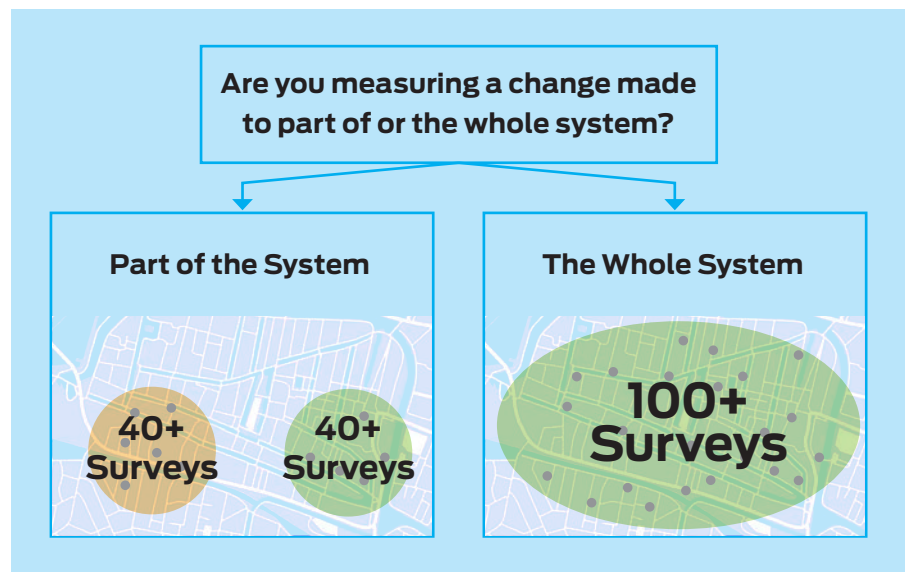 Are you measuring a change made
to part of or the whole system?
Part of the System
40+
Surveys
40+
Surveys
The Whole System
100+
Surveys